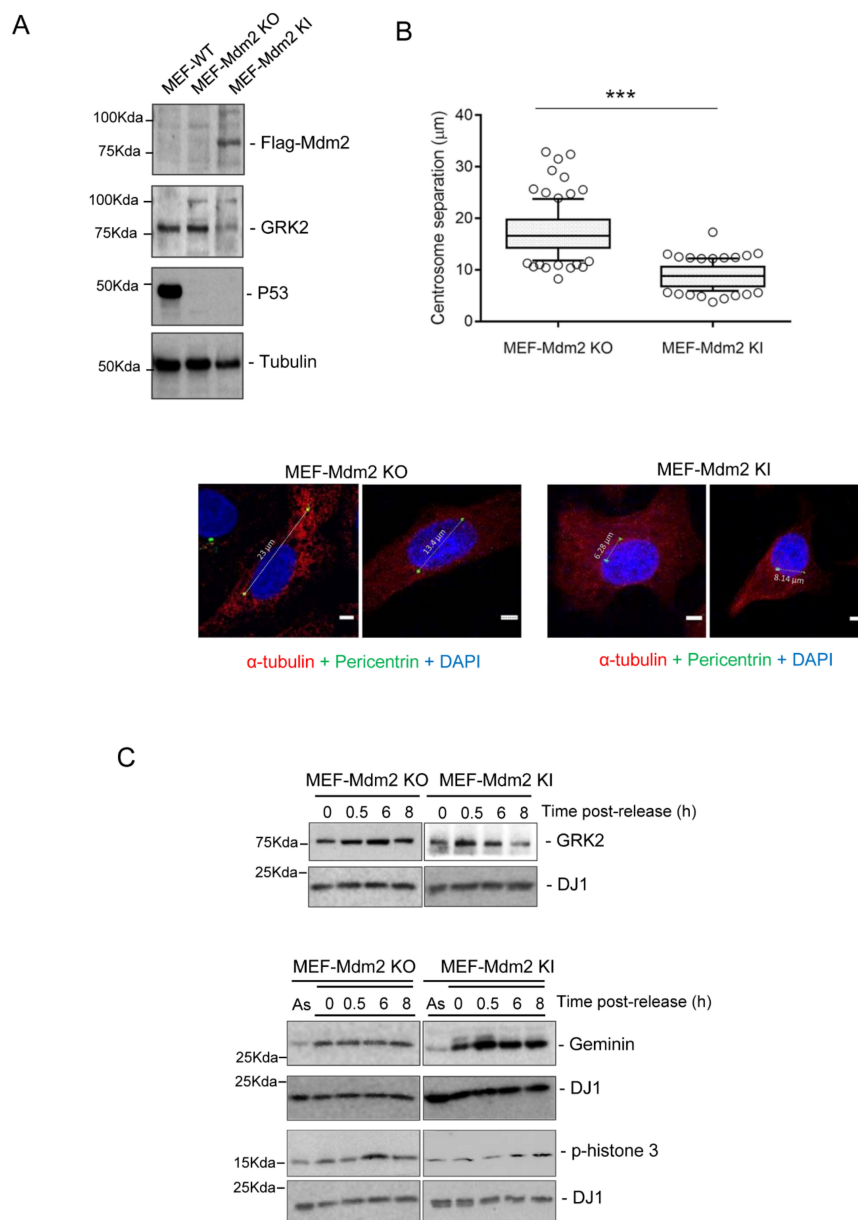 A
MEF-WT
MEF-Mdm2 KO
MEF-Mdm2 KI
100Kda
75Kda
- Flag-Mdm2
100Kda
75Kda
- GRK2
50Kda
- P53
50Kda
- Tubulin
B
***
Centrosome separation (μm)
40
30
20
10
0
MEF-Mdm2 KO
MEF-Mdm2 KI
MEF-Mdm2 KO
MEF-Mdm2 KI
23 μm
13.4 μm
6.28 μm
8.14 μm
α-tubulin + Pericentrin + DAPI
α-tubulin + Pericentrin + DAPI
C
MEF-Mdm2 KO MEF-Mdm2 KI
0 0.5 6 8 0 0.5 6 8 Time post-release (h)
75Kda - GRK2
25Kda
- DJ1
MEF-Mdm2 KO MEF-Mdm2 KI
As 0 0.5 6 8 As 0 0.5 6 8 Time post-release (h)
- Geminin
25Kda
25Kda
- DJ1
- p-histone 3
15Kda
25Kda
- DJ1